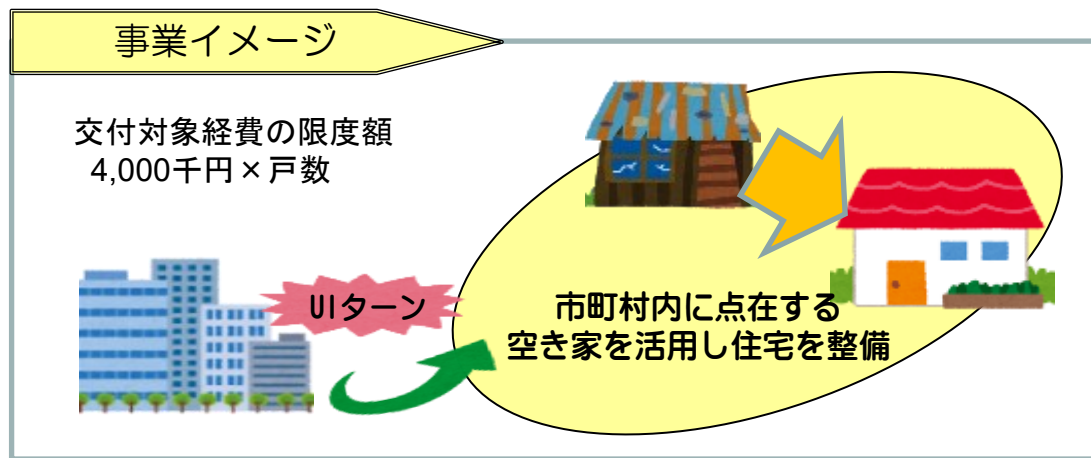 事業イメージ
交付対象経費の限度額
4,000千円×戸数
UIターン
市町村内に点在する
空き家を活用し住宅を整備